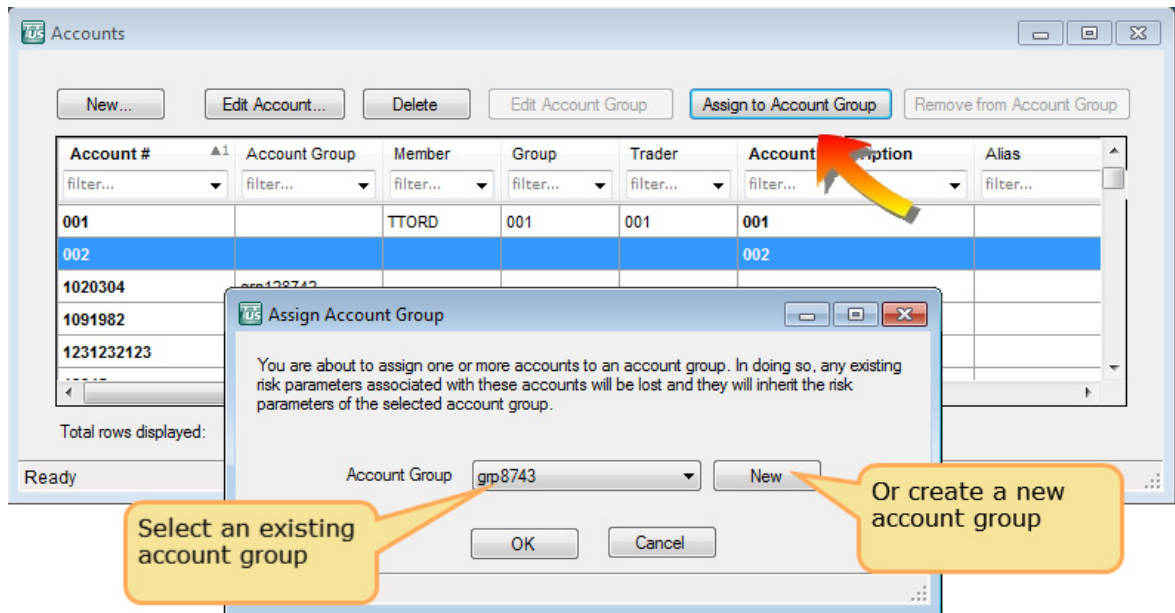 TUS Accounts
New... Edit Account... Delete Edit Account Group Assign to Account Group Remove from Account Group
Account # 1 Account Group Member Group Trader Account Alias
filter... filter... filter... filter... filter... filter... filter...
001 TTORD 001 001 001
002 002
1020304
1091982
1231232123
Total rows displayed:
Ready
TUS Assign Account Group
You are about to assign one or more accounts to an account group. In doing so, any existing
risk parameters associated with these accounts will be lost and they will inherit the risk
parameters of the selected account group.
Account Group grp8743 New
OK Cancel
Select an existing
account group
Or create a new
account group